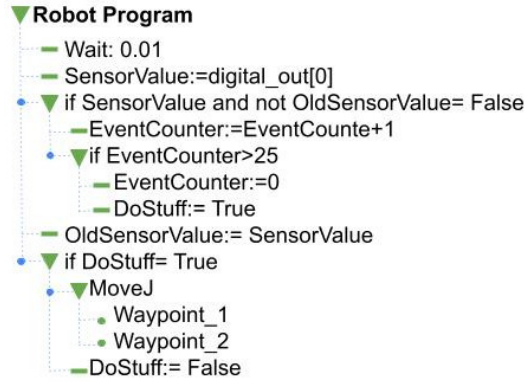 Robot Program
Wait: 0.01
SensorValue:=digital_out[0]
if SensorValue and not OldSensorValue= False
EventCounter:=EventCounte+1
if EventCounter>25
EventCounter:=0
DoStuff:= True
OldSensorValue:= SensorValue
if DoStuff= True
MoveJ
Waypoint_1
Waypoint_2
DoStuff:= False